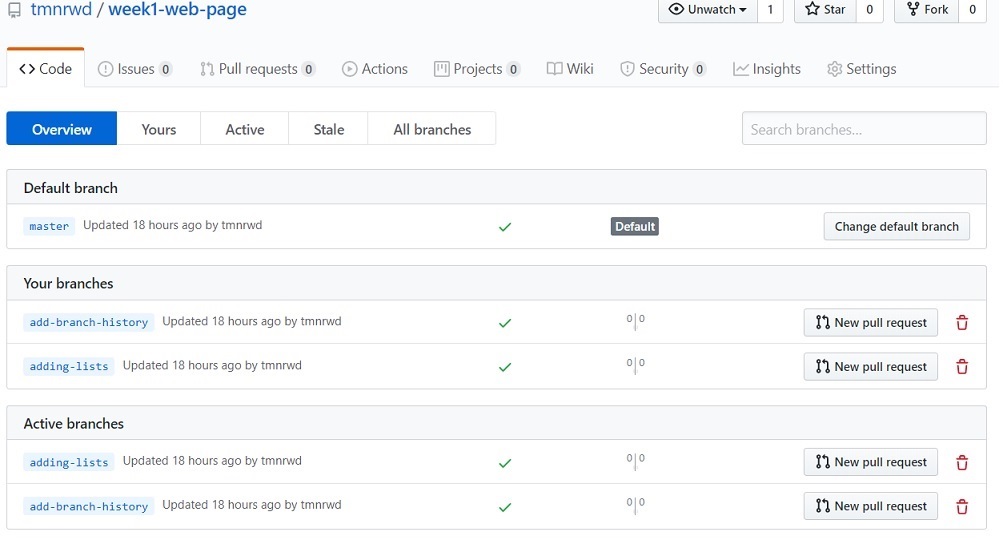 tmnrwd / week1-web-page Unwatch 1 Star 0 Fork 0
Code Issues 0 Pull requests 0 Actions Projects 0 Wiki Security 0 Insights Settings
Overview Yours Active Stale All branches Search branches...
Default branch
master Updated 18 hours ago by tmnrwd Default Change default branch
Your branches
add-branch-history Updated 18 hours ago by tmnrwd 0 0 New pull request
adding-lists Updated 18 hours ago by tmnrwd 0 0 New pull request
Active branches
adding-lists Updated 18 hours ago by tmnrwd 0 0 New pull request
add-branch-history Updated 18 hours ago by tmnrwd 0 0 New pull request